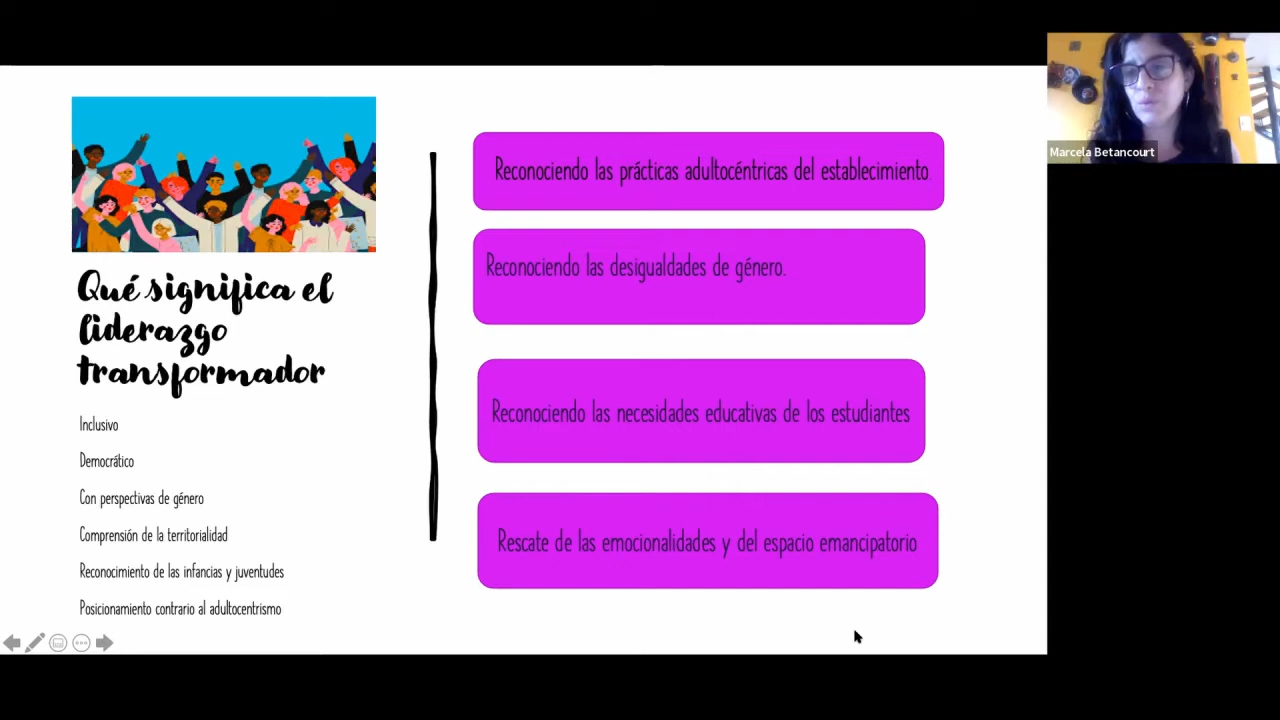 Qué significa el
liderazgo
transformador
Inclusivo
Democrático
Con perspectivas de género
Comprensión de la territorialidad
Reconocimiento de las infancias y juventudes
Posicionamiento contrario al adultocentrismo
Reconociendo las prácticas adultocéntricas del establecimiento
Reconociendo las desigualdades de género.
Reconociendo las necesidades educativas de los estudiantes
Rescate de las emocionalidades y del espacio emancipatorio
Marcela Betancourt